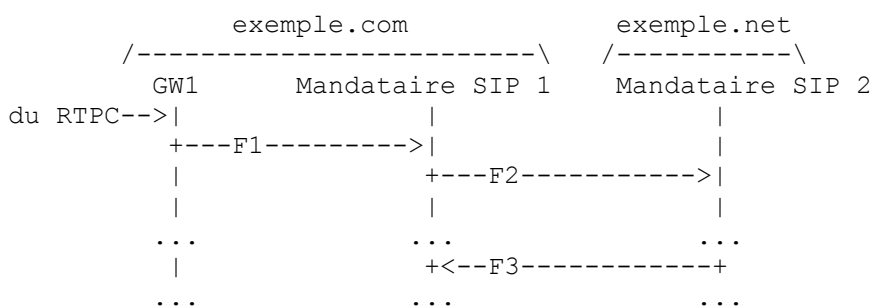 exemple.com exemple.net
/--------------------------\ /-----------\
GW1 Mandataire SIP 1 Mandataire SIP 2
du RTPC-->| | |
+---F1--------->| |
| +---F2----------->|
| | |
... ... ...
| +<--F3------------+
... ... ...